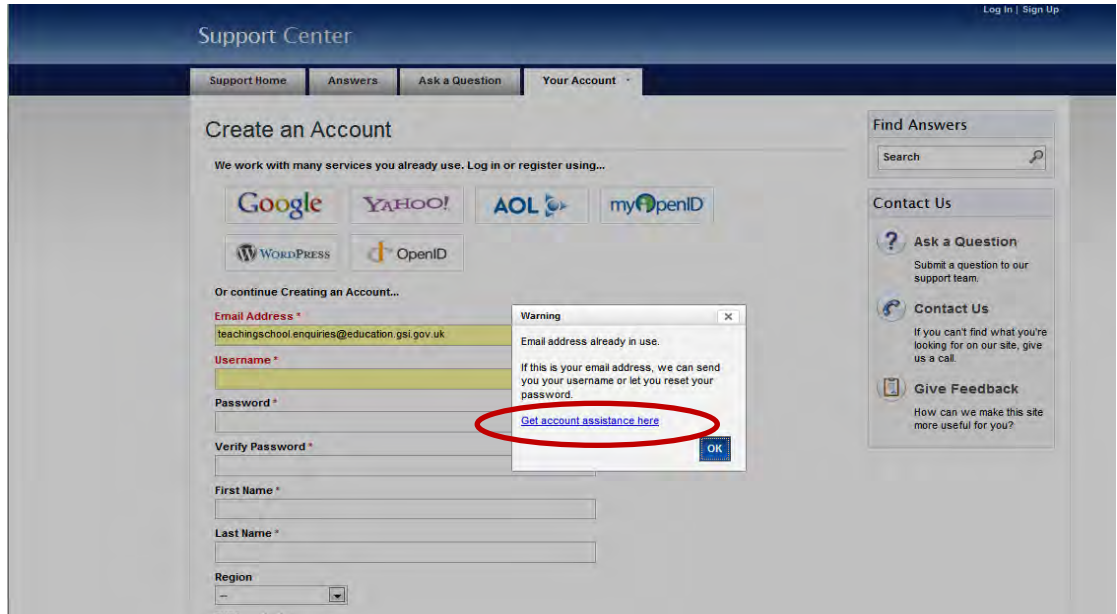 Log In | Sign Up
Support Center
Support Home
Answers
Ask a Question
Your Account
Create an Account
We work with many services you already use. Log in or register using...
Google
YAHOO!
AOL
myOpenID
WORDPRESS
OpenID
Or continue Creating an Account...
Email Address *
teachingschool.enquiries@education.gsi.gov.uk
Username *
Password *
Verify Password *
First Name *
Last Name *
Region
--
Warning
Email address already in use.
If this is your email address, we can send
you your username or let you reset your
password.
Get account assistance here
OK
Find Answers
Search
Contact Us
Ask a Question
Submit a question to our
support team.
Contact Us
If you can't find what you're
looking for on our site, give
us a call.
Give Feedback
How can we make this site
more useful for you?